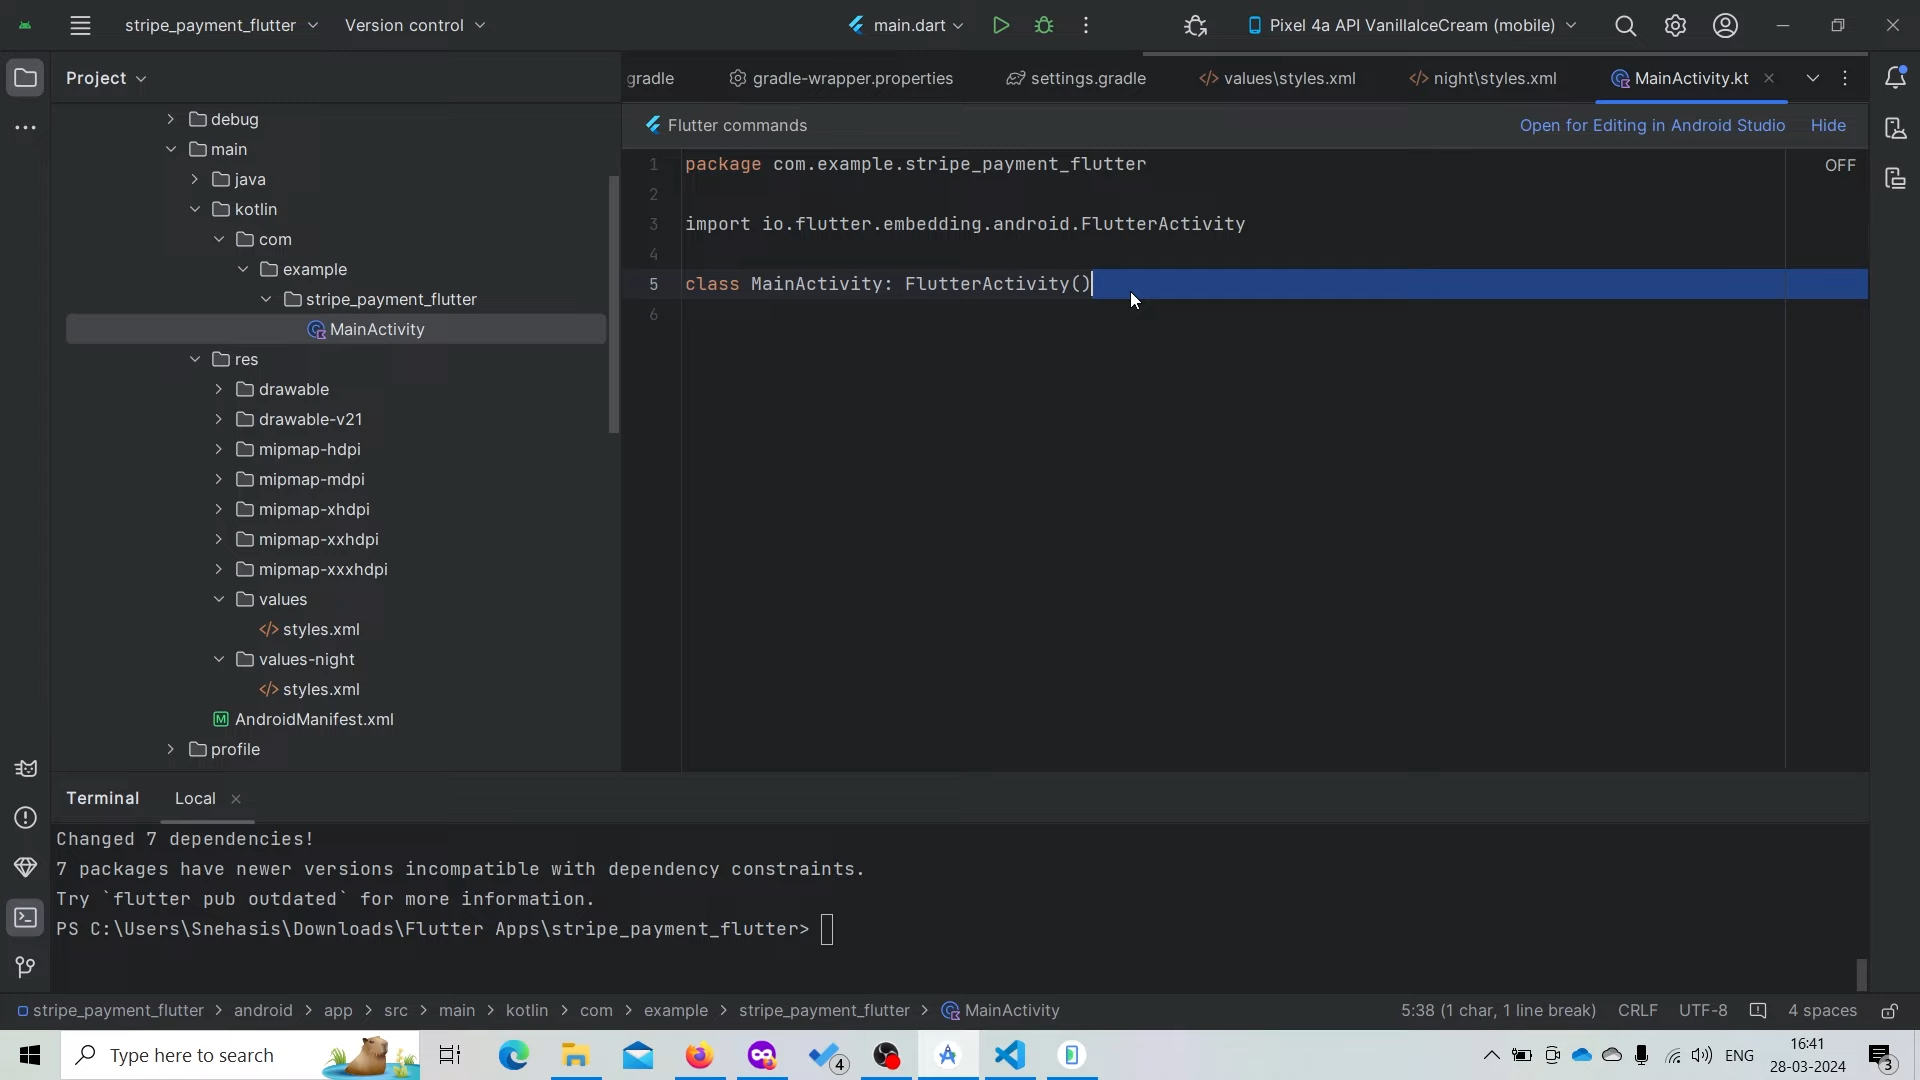 stripe_payment_flutter
Version control
main.dart
Pixel 4a API VanillaIceCream (mobile)
Project
gradle
gradle-wrapper.properties
settings.gradle
values\styles.xml
night\styles.xml
MainActivity.kt
debug
main
java
kotlin
com
example
stripe_payment_flutter
MainActivity
res
drawable
drawable-v21
mipmap-hdpi
mipmap-mdpi
mipmap-xhdpi
mipmap-xxhdpi
mipmap-xxxhdpi
values
styles.xml
values-night
styles.xml
AndroidManifest.xml
profile
Flutter commands
Open for Editing in Android Studio
Hide
OFF
1 package com.example.stripe_payment_flutter
2
3 import io.flutter.embedding.android.FlutterActivity
4
5 class MainActivity: FlutterActivity()
6
Terminal
Local
Changed 7 dependencies!
7 packages have newer versions incompatible with dependency constraints.
Try `flutter pub outdated` for more information.
PS C:\Users\Snehasis\Downloads\Flutter Apps\stripe_payment_flutter>
stripe_payment_flutter > android > app > src > main > kotlin > com > example > stripe_payment_flutter > MainActivity
5:38 (1 char, 1 line break)
CRLF
UTF-8
4 spaces
Type here to search
4
ENG
16:41
28-03-2024
3